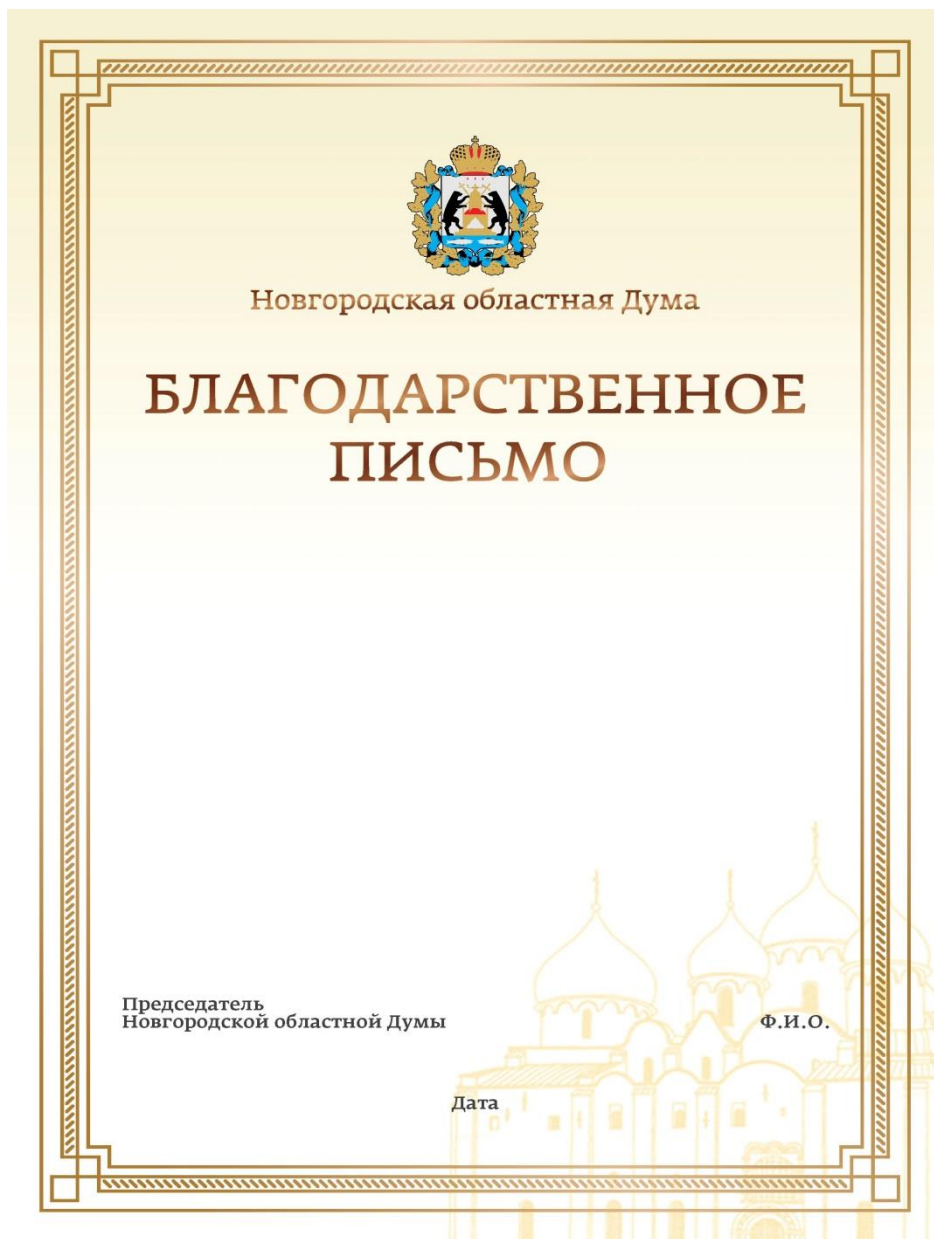 Новгородская областная Дума
БЛАГОДАРСТВЕННОЕ
ПИСЬМО
Председатель
Новгородской областной Думы
Ф.И.О.
Дата